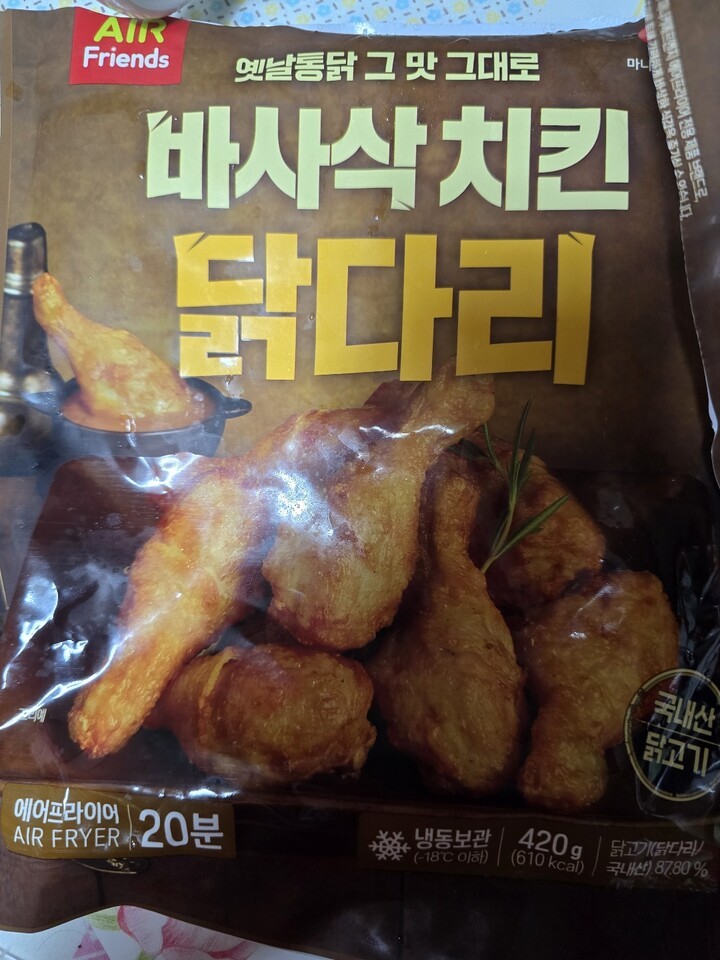 AIR
Friends
옛날통닭 그 맛 그대로
바사삭 치킨
닭다리
국내산
닭고기
에어프라이어
AIR FRYER
20분
냉동보관
(-18℃ 이하)
420g
(610 kcal)
닭고기(닭다리/
국내산) 87.80 %